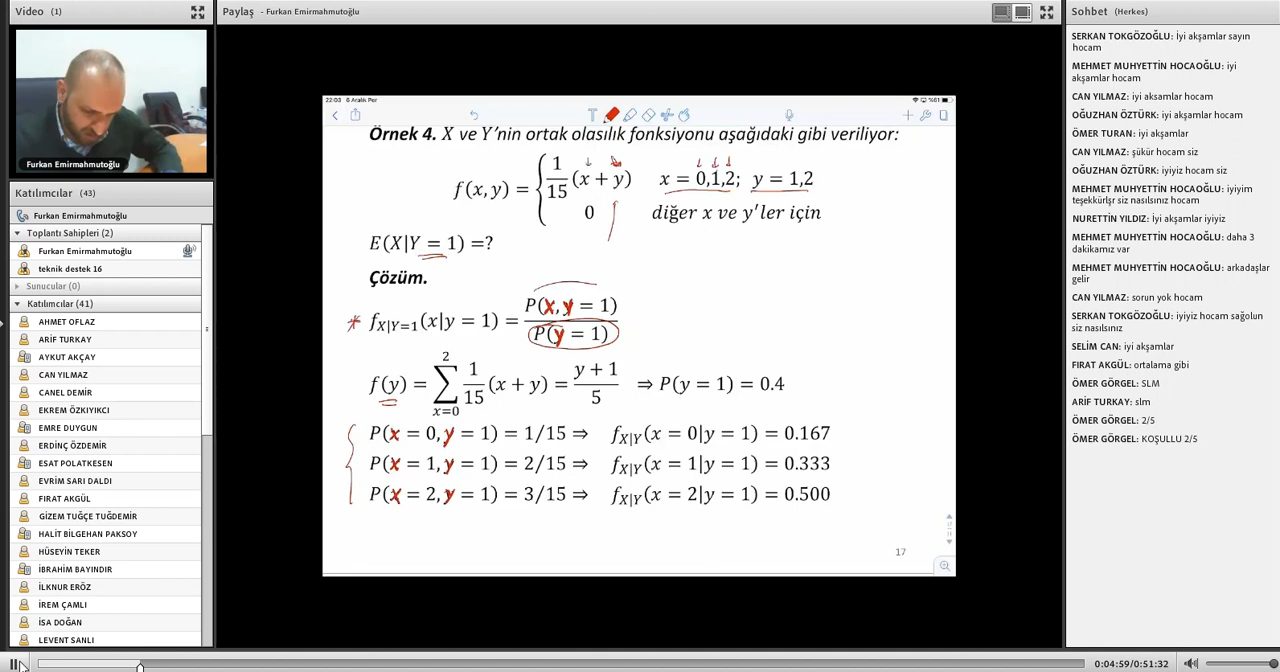 Video (1)
Furkan Emirmahmutoğlu
Katılımcılar (43)
Furkan Emirmahmutoğlu
Toplantı Sahipleri (2)
Furkan Emirmahmutoğlu
teknik destek 16
Sunucular (0)
Katılımcılar (41)
AHMET OFLAZ
ARİF TURKAY
AYKUT AKÇAY
CAN YILMAZ
CANEL DEMİR
EKREM ÖZKIYIKCI
EMRE DUYGUN
ERDİNÇ ÖZDEMİR
ESAT POLATKESEN
EVRİM SARI DALDI
FIRAT AKGÜL
GİZEM TUĞÇE TUĞDEMİR
HALİT BİLGEHAN PAKSOY
HÜSEYİN TEKER
İBRAHİM BAYINDIR
İLKNUR ERÖZ
İREM ÇAMLI
İSA DOĞAN
LEVENT SANLI
Paylaş - Furkan Emirmahmutoğlu
22:03 6 Aralık Per
%61
Örnek 4. X ve Y'nin ortak olasılık fonksiyonu aşağıdaki gibi veriliyor:
f(x, y) = { 1/15 (x + y) x = 0,1,2; y = 1,2
0 diğer x ve y'ler için
E(X|Y = 1) =?
Çözüm.
* f_{X|Y=1}(x|y = 1) = P(x, y = 1) / P(y = 1)
f(y) = ∑_{x=0}^{2} 1/15 (x + y) = (y + 1)/5 ⇒ P(y = 1) = 0.4
P(x = 0, y = 1) = 1/15 ⇒ f_{X|Y}(x = 0|y = 1) = 0.167
P(x = 1, y = 1) = 2/15 ⇒ f_{X|Y}(x = 1|y = 1) = 0.333
P(x = 2, y = 1) = 3/15 ⇒ f_{X|Y}(x = 2|y = 1) = 0.500
17
Sohbet (Herkes)
SERKAN TOKGÖZOĞLU: İyi akşamlar sayın
hocam
MEHMET MUHYETTİN HOCAOĞLU: iyi
akşamlar hocam
CAN YILMAZ: iyi aksamlar hocam
OĞUZHAN ÖZTÜRK: iyi akşamlar hocam
ÖMER TURAN: iyi akşamlar
CAN YILMAZ: şükür hocam siz
OĞUZHAN ÖZTÜRK: iyiyiz hocam siz
MEHMET MUHYETTİN HOCAOĞLU: iyiyim
teşekkülrşr siz nasılsınız hocam
NURETTİN YILDIZ: İyi akşamlar iyiyiz
MEHMET MUHYETTİN HOCAOĞLU: daha 3
dakikamız var
MEHMET MUHYETTİN HOCAOĞLU: arkadaşlar
gelir
CAN YILMAZ: sorun yok hocam
SERKAN TOKGÖZOĞLU: iyiyiz hocam sağolun
siz nasılsınız
SELİM CAN: iyi akşamlar
FIRAT AKGÜL: ortalama gibi
ÖMER GÖRGEL: SLM
ARİF TURKAY: slm
ÖMER GÖRGEL: 2/5
ÖMER GÖRGEL: KOŞULLU 2/5
0:04:59/0:51:32